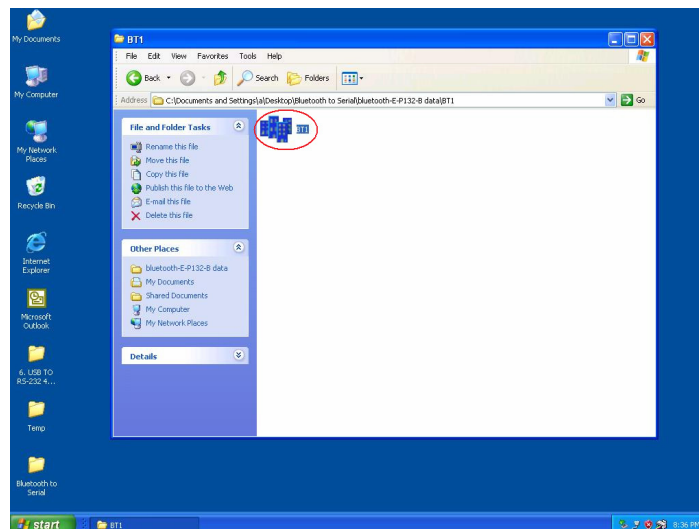 My Documents
My Computer
My Network
Places
Recycle Bin
Internet
Explorer
Microsoft
Outlook
6. USB TO
RS-232 4...
Temp
Bluetooth to
Serial
BT1
File Edit View Favorites Tools Help
Back Search Folders
Address C:\Documents and Settings\a\Desktop\Bluetooth to Serial\bluetooth-E-P132-B data\BT1 Go
File and Folder Tasks
Rename this file
Move this file
Copy this file
Publish this file to the Web
E-mail this file
Delete this file
Other Places
bluetooth-E-P132-B data
My Documents
Shared Documents
My Computer
My Network Places
Details
BT1
start BT1 8:36 PM